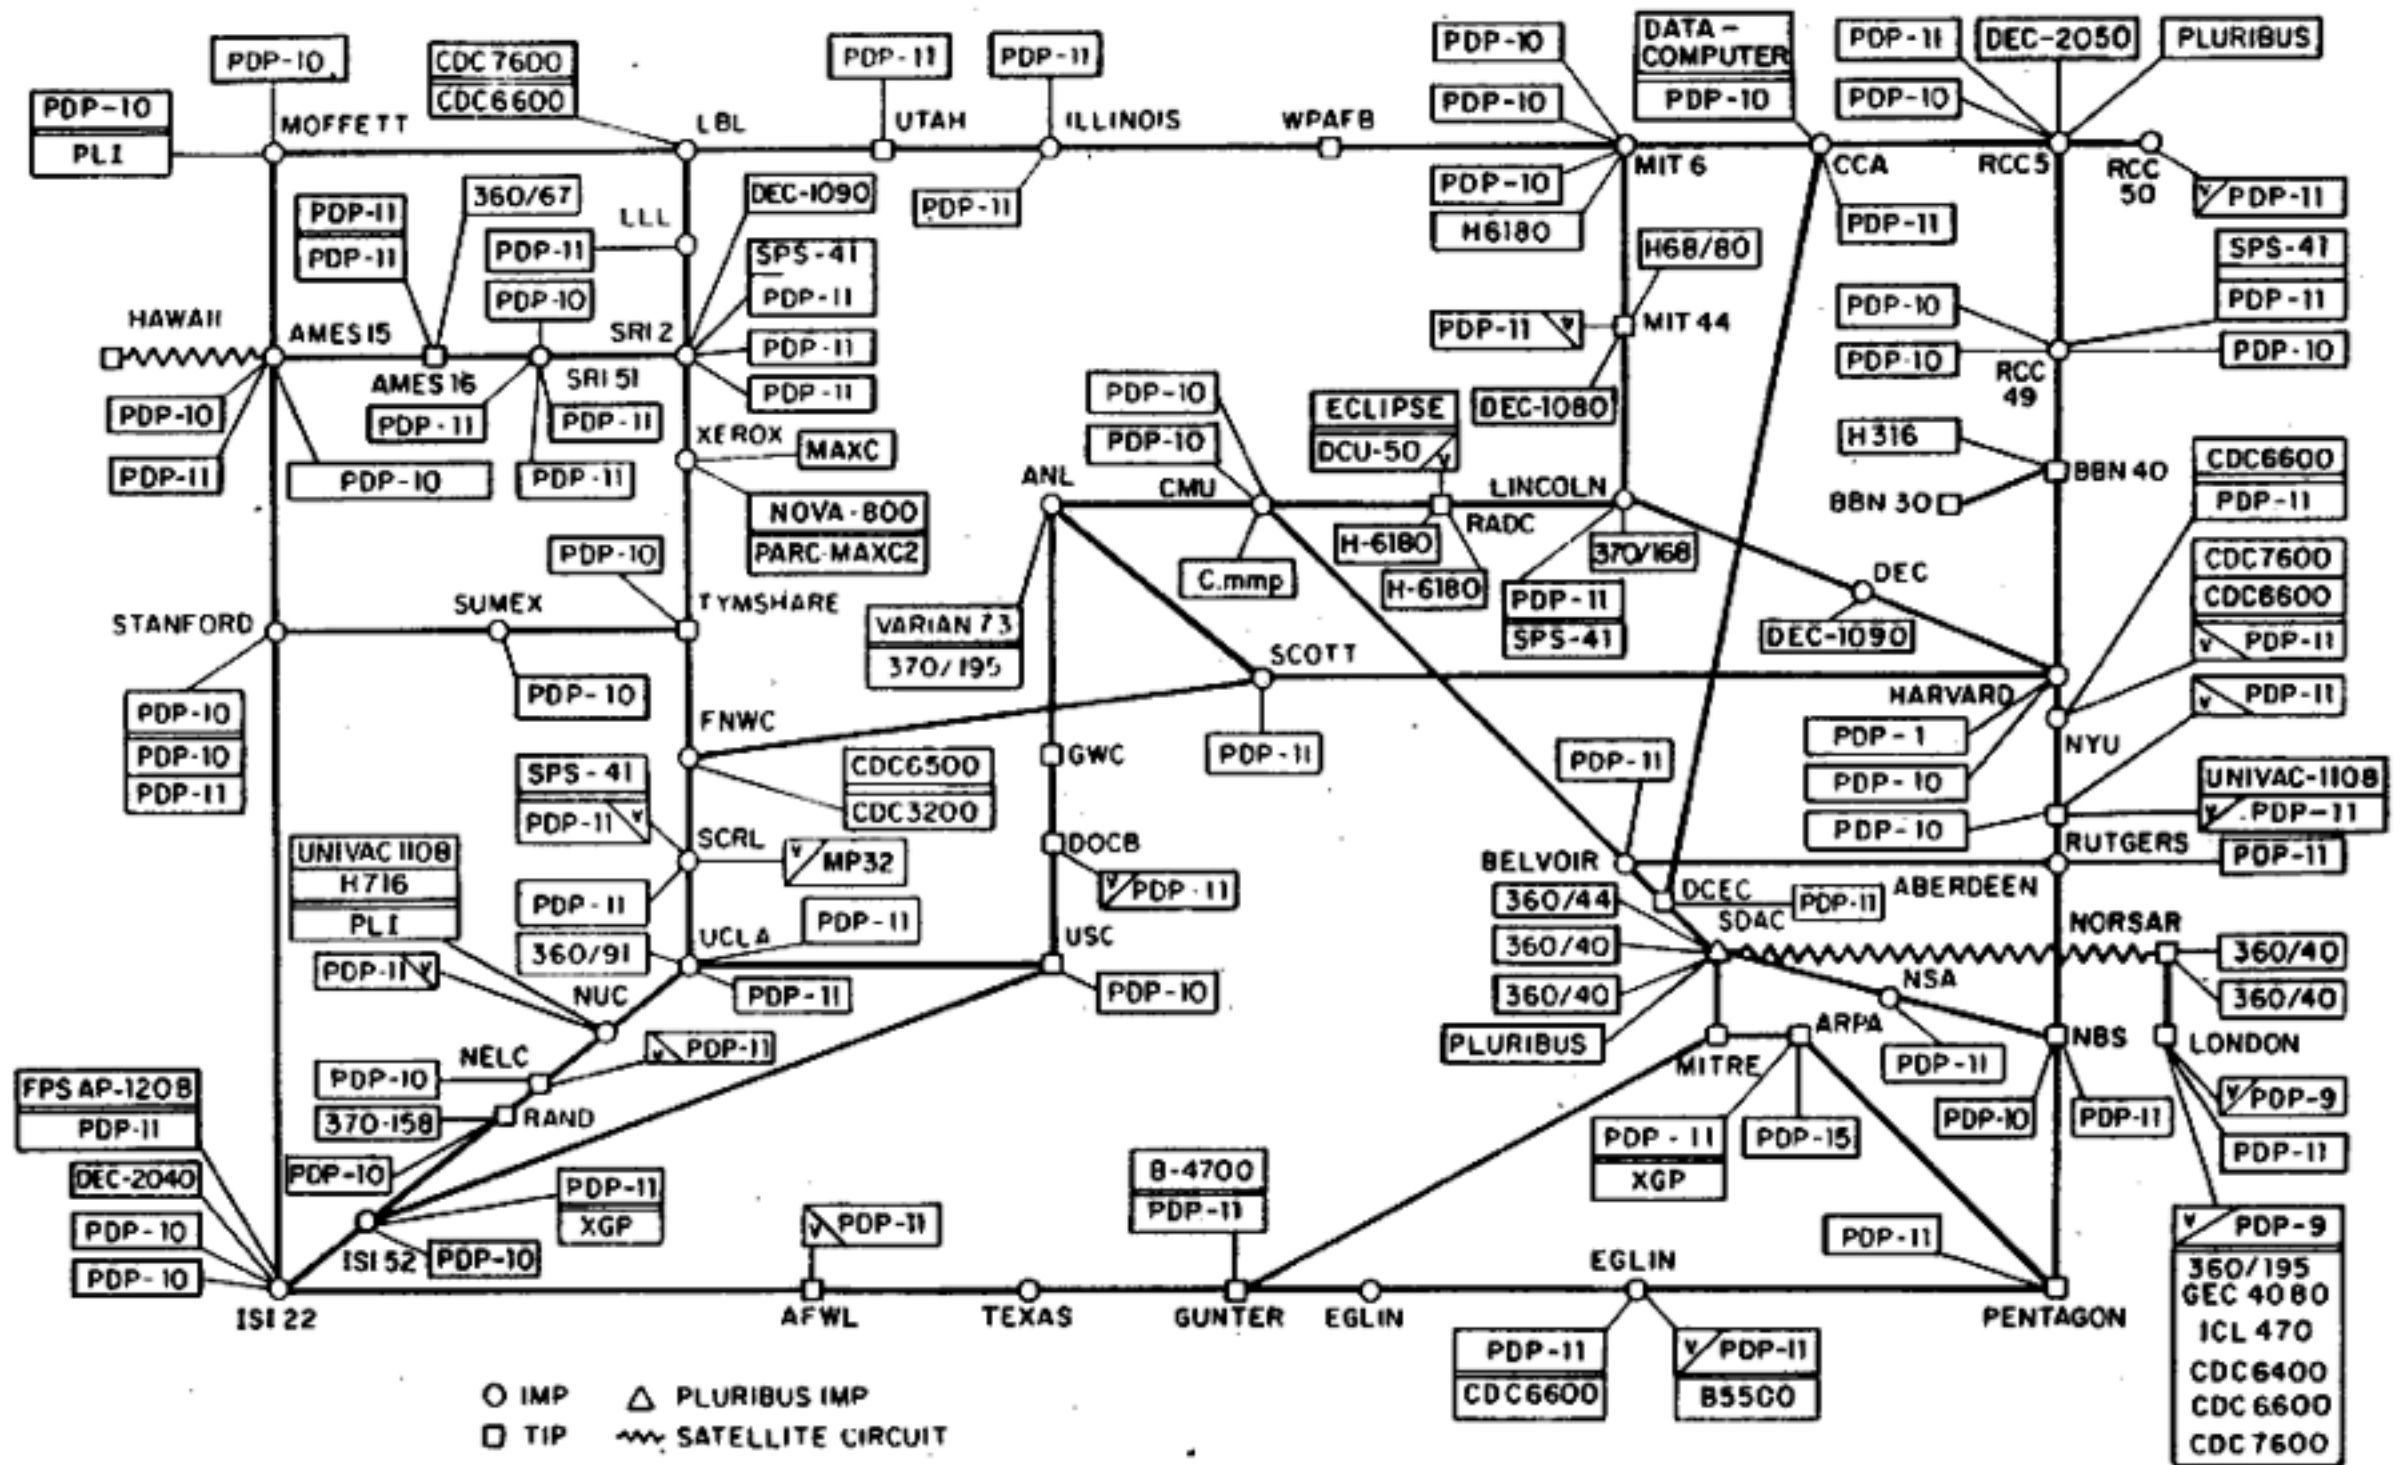 PDP-10
CDC7600
CDC6600
PDP-11
PDP-11
PDP-10
DATA-
COMPUTER
PDP-10
PDP-11
DEC-2050
PLURIBUS
PDP-10
PLI
MOFFETT
LBL
UTAH
ILLINOIS
WPAFB
PDP-10
PDP-10
MIT 6
CCA
RCC5
RCC
50
PDP-10
PDP-11
PDP-11
360/67
LLL
DEC-1090
PDP-11
H6180
PDP-11
V PDP-11
PDP-11
PDP-11
SPS-41
PDP-11
H68/80
SPS-41
PDP-11
HAWAII
AMES15
PDP-10
SRI 2
PDP-11
PDP-11 V
MIT 44
PDP-10
PDP-10
PDP-10
AMES16
SRI 51
PDP-11
RCC
49
PDP-10
PDP-11
PDP-11
PDP-10
ECLIPSE
DCU-50 V
DEC-1080
PDP-11
PDP-10
PDP-11
XEROX
MAXC
PDP-10
H316
BBN 40
CDC6600
PDP-11
ANL
CMU
RADC
LINCOLN
BBN 30
NOVA-800
PARC-MAXC2
C.mmp
H-6180
H-6180
370/168
DEC
CDC7600
CDC6600
V PDP-11
PDP-10
STANFORD
SUMEX
TYMSHARE
VARIAN 73
370/195
PDP-11
SPS-41
DEC-1090
SCOTT
PDP-10
PDP-10
PDP-11
PDP-10
FNWC
PDP-11
HARVARD
V PDP-11
PDP-1
NYU
PDP-10
SPS-41
PDP-11 V
CDC6500
CDC3200
GWC
PDP-11
UNIVAC-1108
V PDP-11
PDP-10
SCRL
V MP32
DOCB
BELVOIR
RUTGERS
PDP-11
UNIVAC 1108
H716
PLI
PDP-11
V PDP-11
360/44
DCEC
PDP-11
ABERDEEN
360/91
UCLA
PDP-11
USC
360/40
SDAC
NORSAR
360/40
PDP-11 V
NUC
PDP-11
PDP-10
360/40
NSA
360/40
NELC
V PDP-11
PLURIBUS
MITRE
ARPA
PDP-11
NBS
LONDON
PDP-10
370-158
RAND
FPS AP-120B
PDP-11
V PDP-9
PDP-11
XGP
PDP-15
PDP-10
PDP-11
PDP-11
DEC-2040
PDP-10
PDP-11
XGP
B-4700
PDP-11
PDP-10
PDP-10
ISI 52
PDP-10
V PDP-11
EGLIN
PDP-11
V PDP-9
360/195
GEC 4080
ICL 470
CDC6400
CDC6600
CDC7600
ISI 22
AFWL
TEXAS
GUNTER
EGLIN
PENTAGON
PDP-11
CDC6600
V PDP-11
B5500
IMP
PLURIBUS IMP
TIP
SATELLITE CIRCUIT